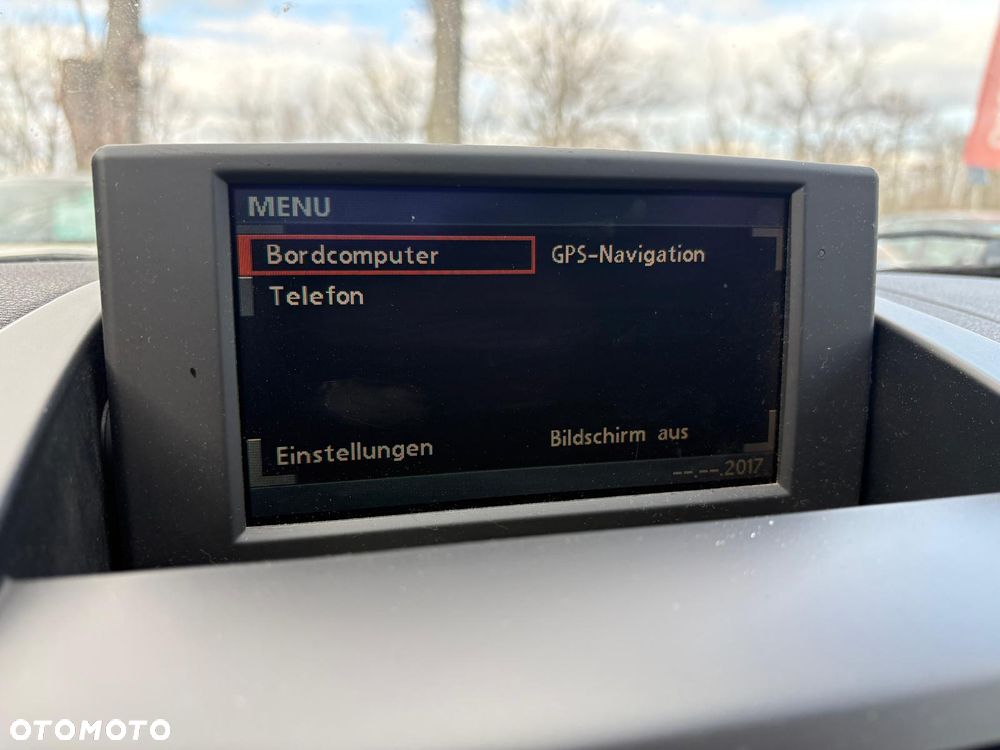 MENU
Bordcomputer GPS-Navigation
Telefon
Einstellungen Bildschirm aus
--.--.2017
OTOMOTO